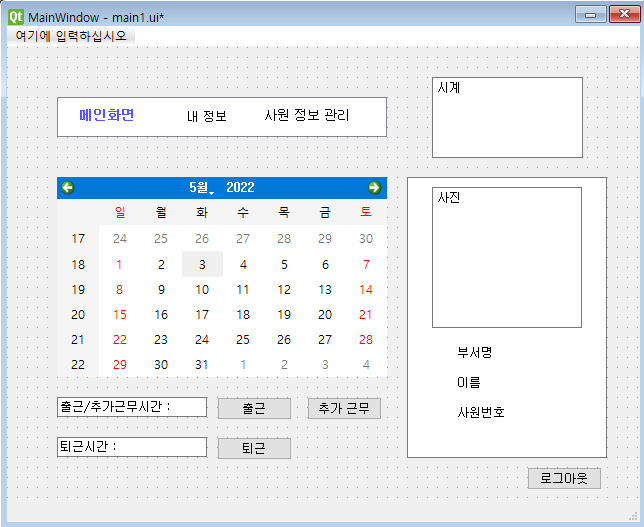 Qt MainWindow - main1.ui*
여기에 입력하십시오
메인화면 내 정보 사원 정보 관리
시계
5월 2022
일 월 화 수 목 금 토
17 24 25 26 27 28 29 30
18 1 2 3 4 5 6 7
19 8 9 10 11 12 13 14
20 15 16 17 18 19 20 21
21 22 23 24 25 26 27 28
22 29 30 31 1 2 3 4
사진
부서명
이름
사원번호
출근/추가근무시간 : 출근 추가 근무
퇴근시간 : 퇴근
로그아웃